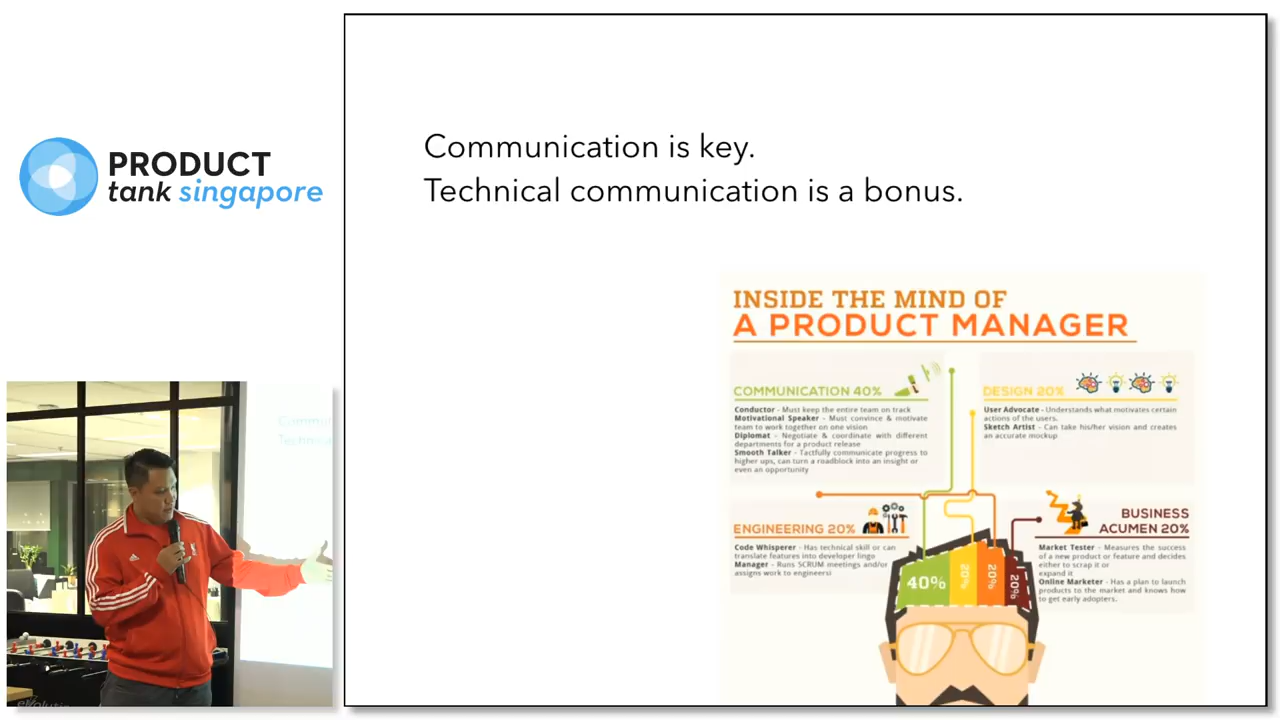 PRODUCT
tank singapore
Communication is key.
Technical communication is a bonus.
INSIDE THE MIND OF
A PRODUCT MANAGER
COMMUNICATION 40%
Conductor - Must keep the entire team on track
Motivational Speaker - Must convince & motivate
team to work together on one vision
Diplomat - Negotiate & coordinate with different
departments for a product release
Smooth Talker - Tactfully communicate progress to
higher ups, can turn a roadblock into an insight or
even an opportunity
DESIGN 20%
User Advocate - Understands what motivates certain
actions of the users.
Sketch Artist - Can take his/her vision and creates
an accurate mockup
ENGINEERING 20%
Code Whisperer - Has technical skill or can
translate features into developer lingo
Manager - Runs SCRUM meetings and/or
assigns work to engineersi
BUSINESS
ACUMEN 20%
Market Tester - Measures the success
of a new product or feature and decides
either to scrap it or
expand it
Online Marketer - Has a plan to launch
products to the market and knows how
to get early adopters.
40%
20%
20%
20%